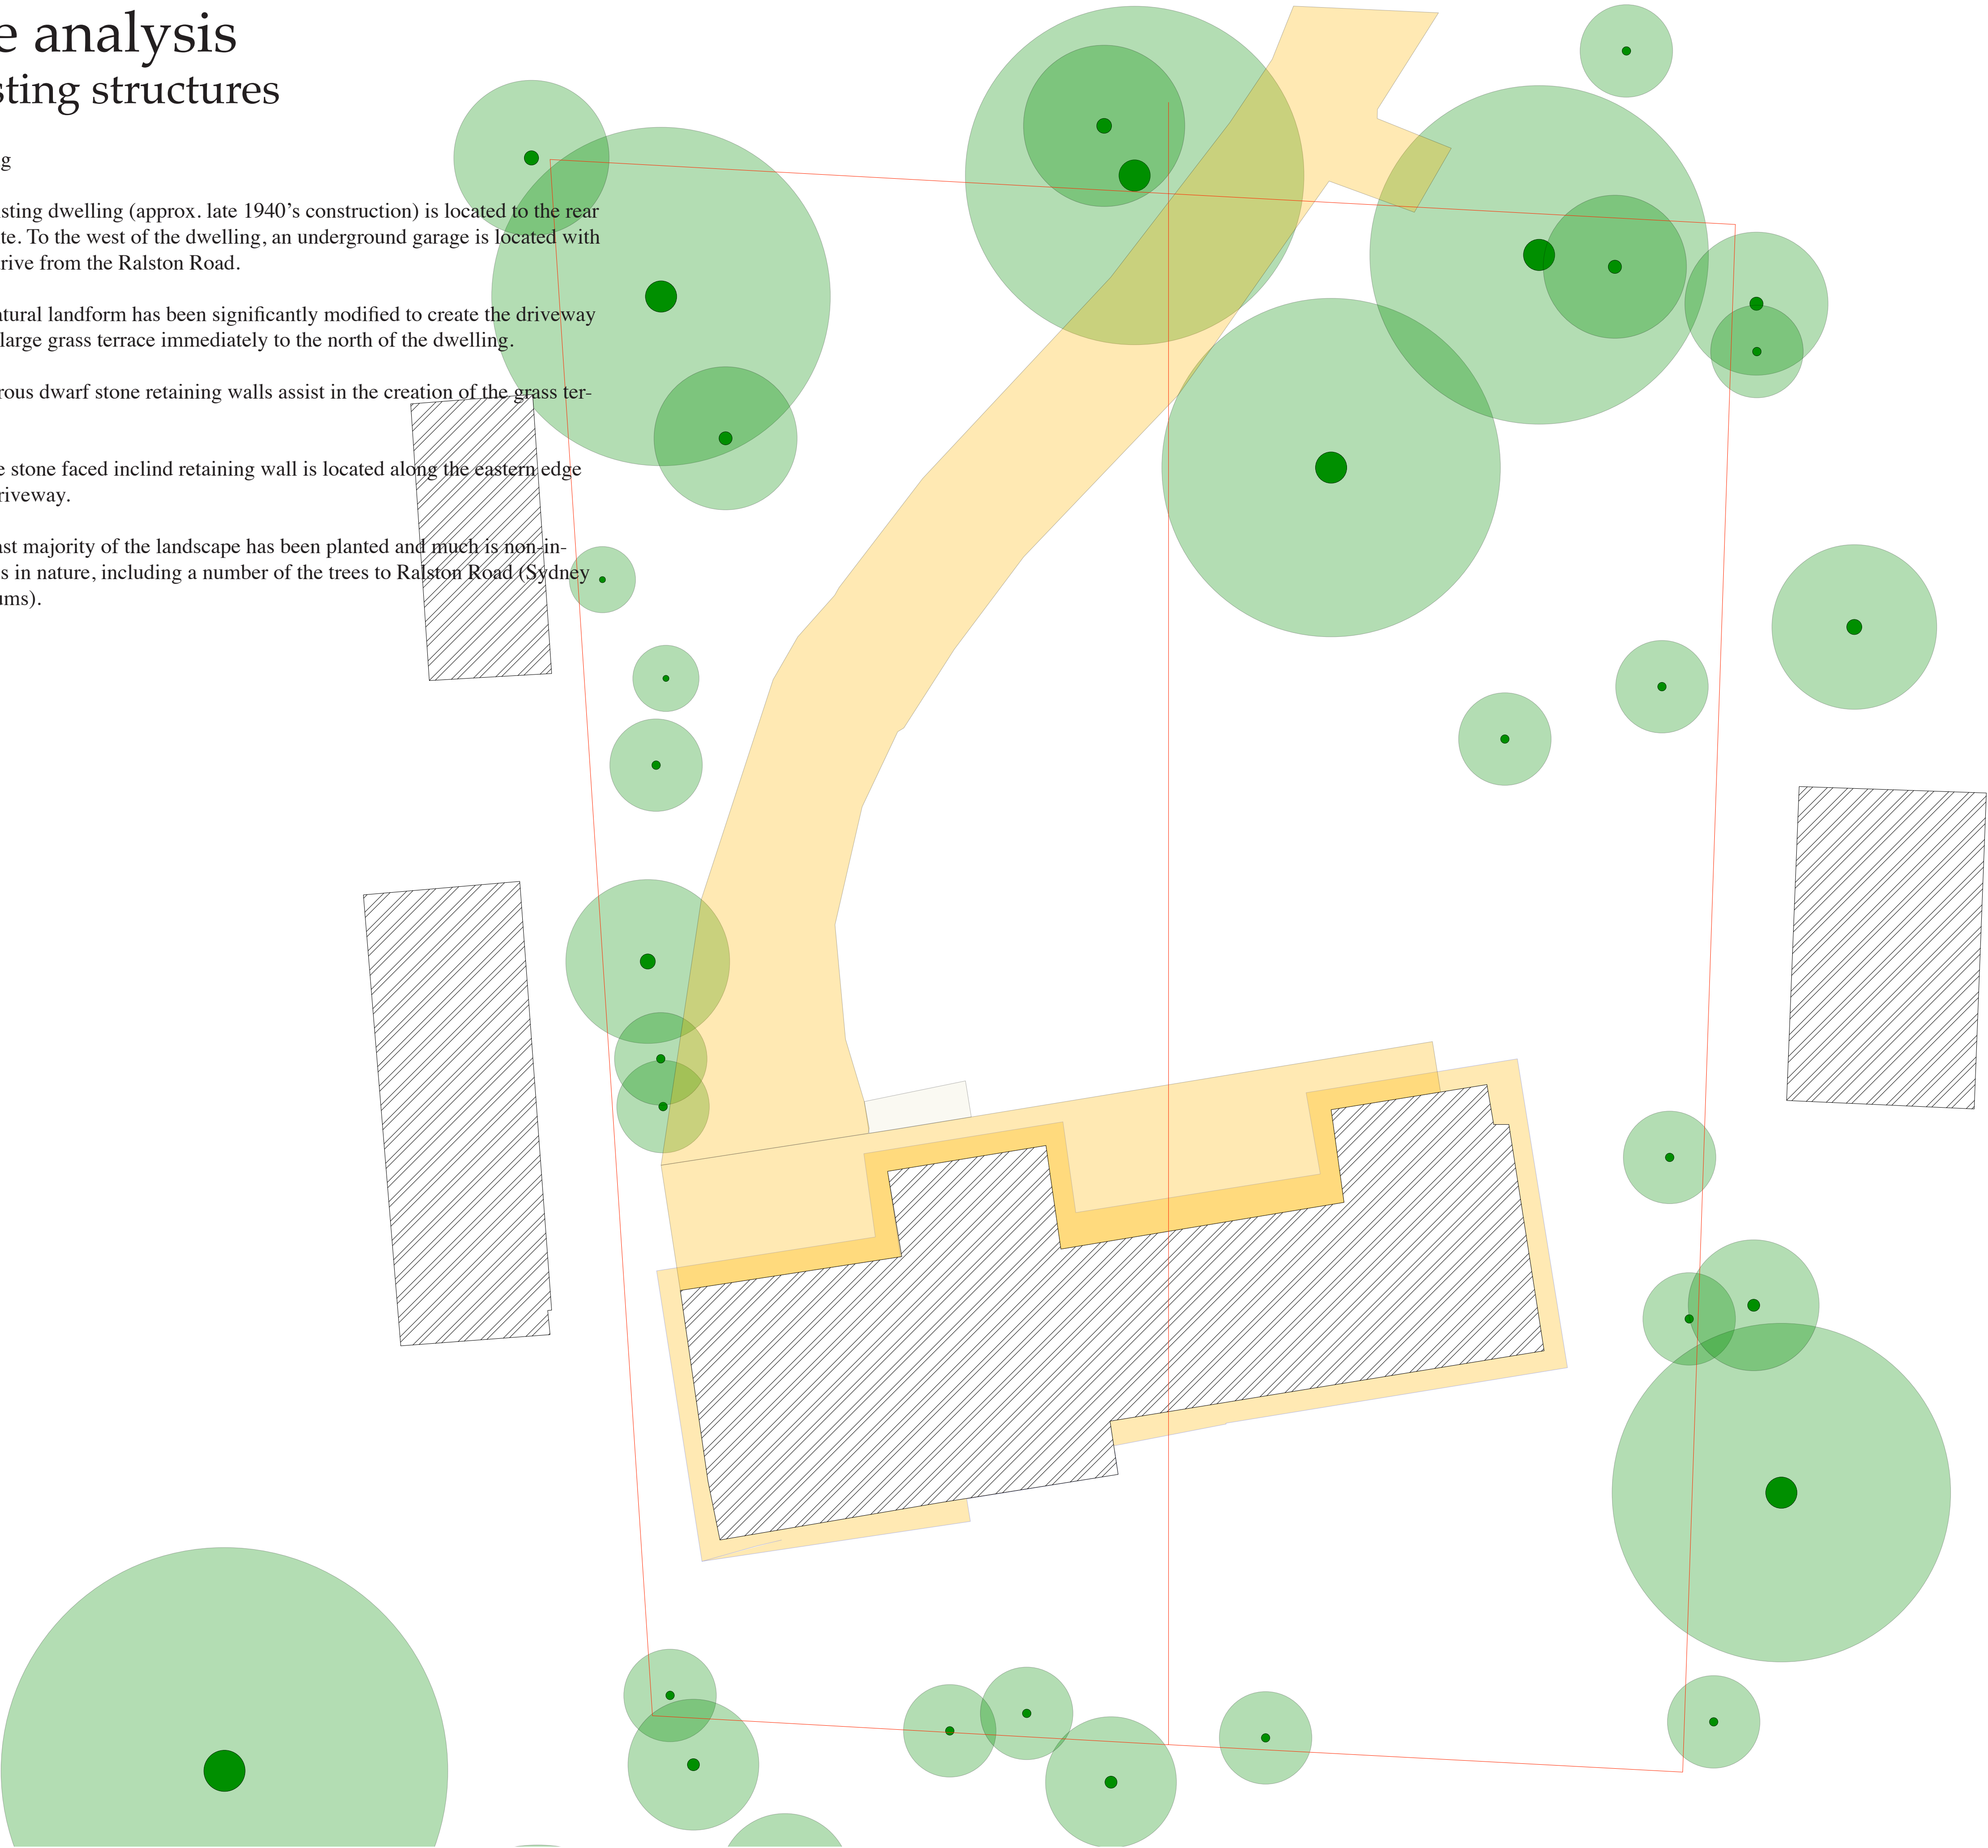 e analysis
sting structures
g
isting dwelling (approx. late 1940’s construction) is located to the rear
te. To the west of the dwelling, an underground garage is located with
rive from the Ralston Road.
atural landform has been significantly modified to create the driveway
large grass terrace immediately to the north of the dwelling.
rous dwarf stone retaining walls assist in the creation of the grass ter-
e stone faced inclind retaining wall is located along the eastern edge
riveway.
ast majority of the landscape has been planted and much is non-in-
s in nature, including a number of the trees to Ralston Road (Sydney
ums).